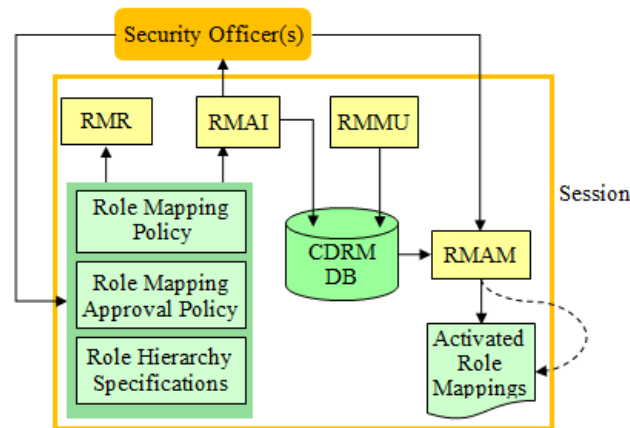 Security Officer(s)
RMR
RMAI
RMMU
Session
Role Mapping
Policy
CDRM
DB
RMAM
Role Mapping
Approval Policy
Activated
Role
Mappings
Role Hierarchy
Specifications